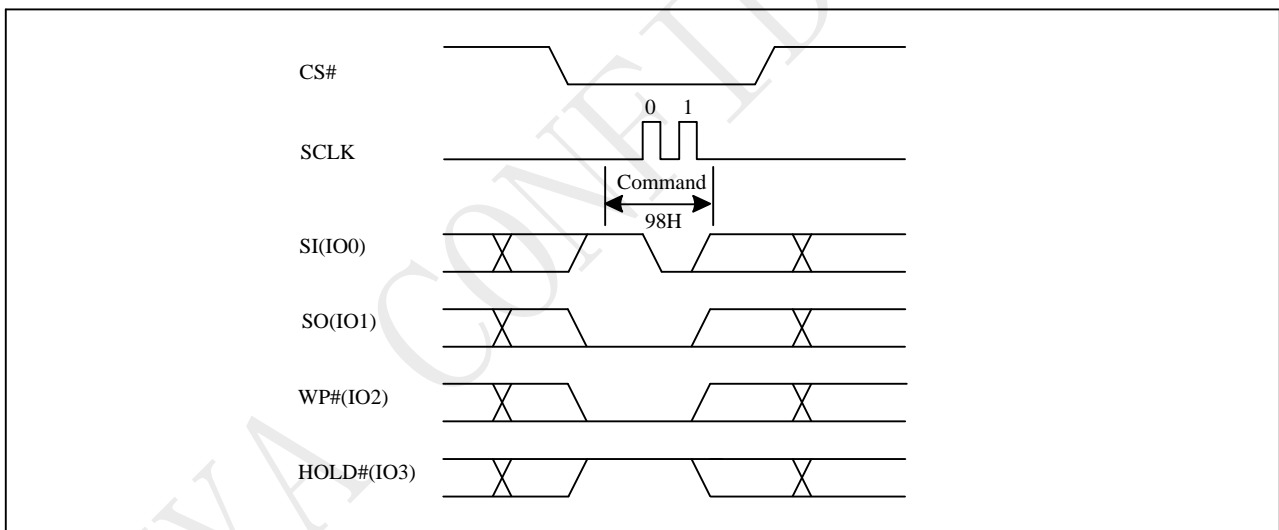 CS#
0 1
SCLK
Command
98H
SI(IO0)
SO(IO1)
WP#(IO2)
HOLD#(IO3)